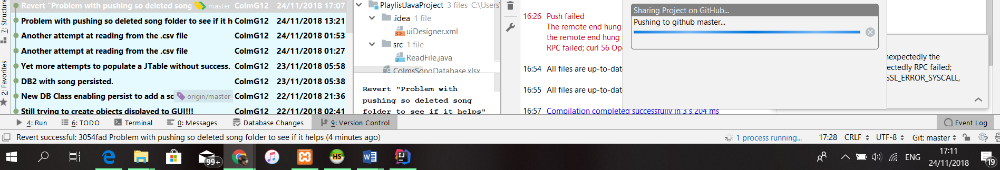 Revert "Problem with pushing so deleted song master ColmG12 24/11/2018 17:07
Problem with pushing so deleted song folder to see if it h ColmG12 24/11/2018 13:21
Another attempt at reading from the .csv file ColmG12 24/11/2018 01:53
Another attempt at reading from the .csv file ColmG12 24/11/2018 01:27
Yet more attempts to populate a JTable without success. ColmG12 23/11/2018 05:58
DB2 with song persisted. ColmG12 23/11/2018 05:38
New DB Class enabling persist to add a so origin/master ColmG12 22/11/2018 21:36
Still trying to create objects displayed to GUI!!! ColmG12 22/11/2018 02:41
7: Structure
2: Favorites
PlaylistJavaProject 3 files C:\Users\
.idea 1 file
uiDesigner.xml
src 1 file
ReadFile.java
ColmsSongDatabase.xlsx
Revert "Problem with
pushing so deleted song
folder to see if it helps"
16:26 Push failed
The remote end hung
the remote end hung
RPC failed; curl 56 Ope
16:54 All files are up-to-dat
16:55 All files are up-to-dat
16:57 Compilation completed successfully in 3 s 204 ms
Sharing Project on GitHub...
Pushing to github master...
nexpectedly the
ectedly RPC failed;
SSL_ERROR_SYSCALL,
4: Run 6: TODO Terminal 0: Messages Database Changes 9: Version Control Event Log
Revert successful: 3054fad Problem with pushing so deleted song folder to see if it helps (4 minutes ago) 1 process running... 17:28 CRLF UTF-8 Git: master
99+ HS W IJ ENG 17:11
24/11/2018 19